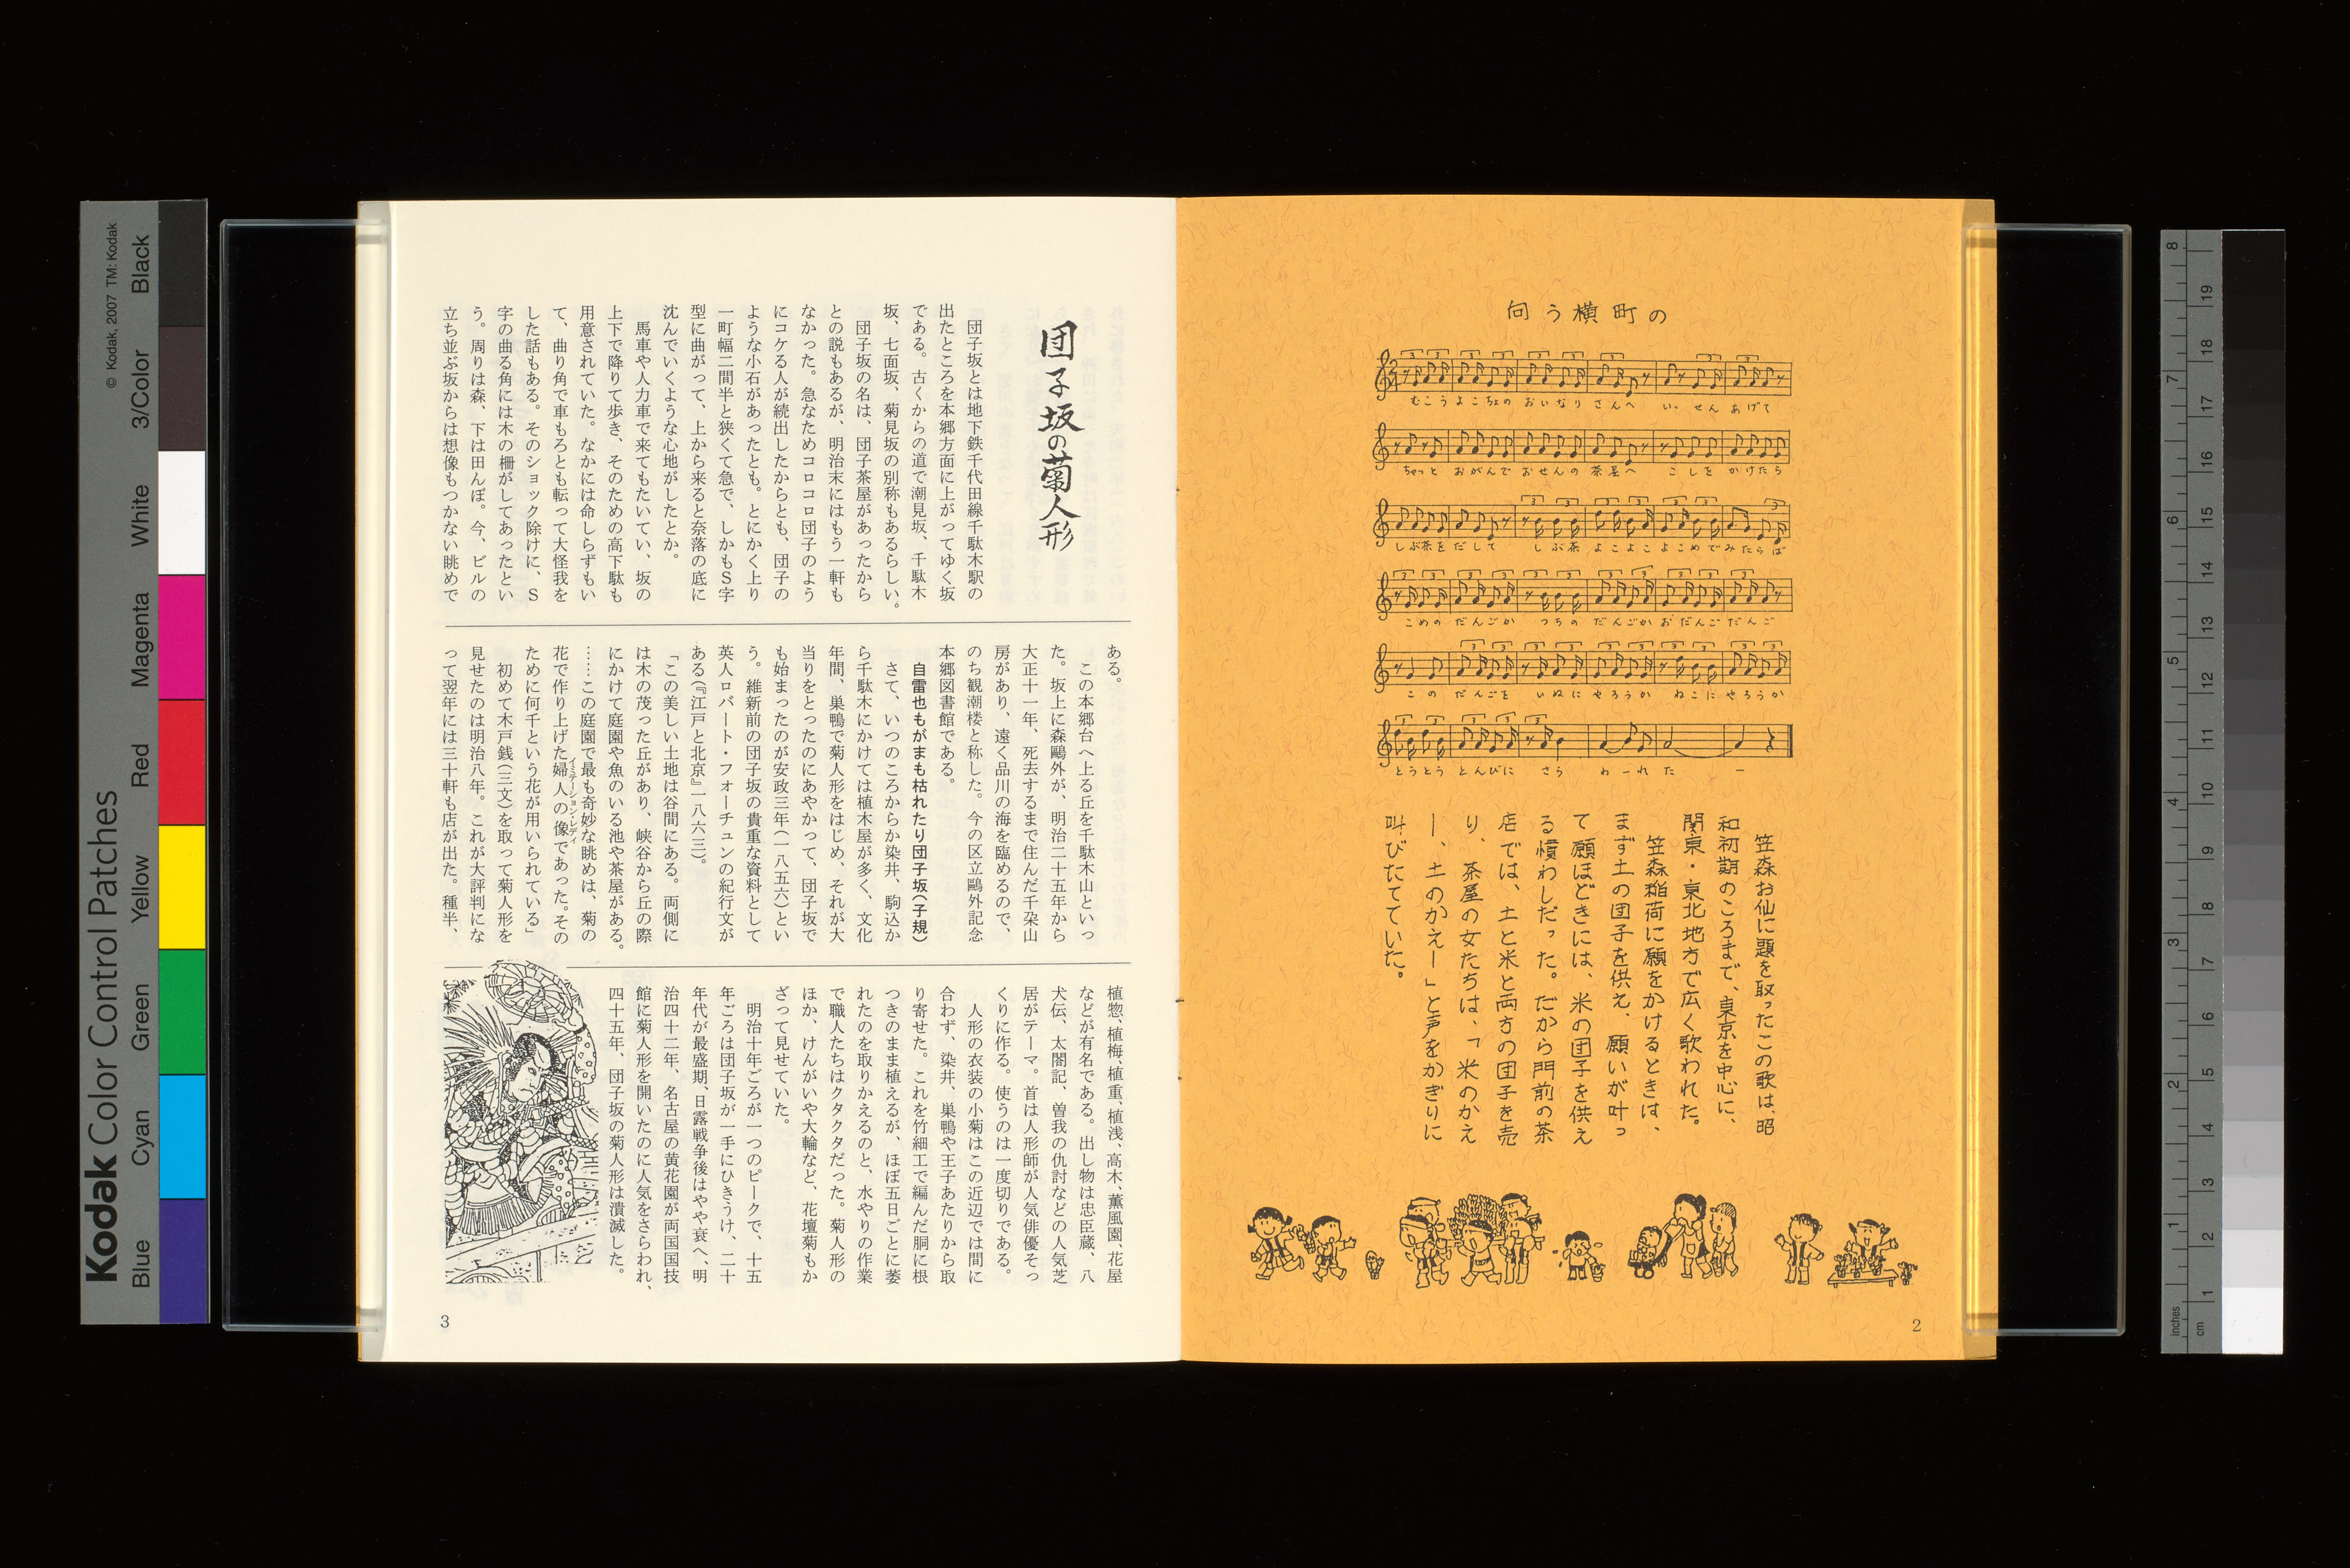 向う横町の
むこうよこちょの おいなりさんへ いっせんあげて
ちゃっと おがんで おせんの 茶屋へ こしを かけたら
しぶ茶を だして しぶ茶 よこよこ よこめでみたらば
こめの だんごか つちの だんごか おだんごだんご
この だんごを いぬに やろうか ねこに やろうか
とうとう とんびに さら わーれ た ー
笠森お仙に題を取ったこの歌は、昭
和初期のころまで、東京を中心に、
関東・東北地方で広く歌われた。
笠森稲荷に願をかけるときは、
まず土の団子を供え、願いが叶っ
て願ほどきには、米の団子を供え
る慣わしだった。だから門前の茶
店では、土と米と両方の団子を売
り、茶屋の女たちは、「米のかえ
ー、土のかえー」と声をかぎりに
叫びたてていた。
2
団子坂の菊人形
団子坂とは地下鉄千代田線千駄木駅の
出たところを本郷方面に上がってゆく坂
である。古くからの道で潮見坂、千駄木
坂、七面坂、菊見坂の別称もあるらしい。
団子坂の名は、団子茶屋があったから
との説もあるが、明治末にはもう一軒も
なかった。急なためコロコロ団子のよう
にコケる人が続出したからとも、団子の
ような小石があったとも。とにかく上り
一町幅二間半と狭くて急で、しかもS字
型に曲がって、上から来ると奈落の底に
沈んでいくような心地がしたとか。
馬車や人力車で来てもたいてい、坂の
上下で降りて歩き、そのための高下駄も
用意されていた。なかには命しらずもい
て、曲り角で車もろとも転って大怪我を
した話もある。そのショック除けに、S
字の曲る角には木の柵がしてあったとい
う。周りは森、下は田んぼ。今、ビルの
立ち並ぶ坂からは想像もつかない眺めで
ある。
この本郷台へ上る丘を千駄木山といっ
た。坂上に森鷗外が、明治二十五年から
大正十一年、死去するまで住んだ千朶山
房があり、遠く品川の海を臨めるので、
のち観潮楼と称した。今の区立鷗外記念
本郷図書館である。
自雷也もがまも枯れたり団子坂(子規)
さて、いつのころからか染井、駒込か
ら千駄木にかけては植木屋が多く、文化
年間、巣鴨で菊人形をはじめ、それが大
当りをとったのにあやかって、団子坂で
も始まったのが安政三年(一八五六)とい
う。維新前の団子坂の貴重な資料として
英人ロバート・フォーチュンの紀行文が
ある(『江戸と北京』一八六三)。
「この美しい土地は谷間にある。両側に
は木の茂った丘があり、峡谷から丘の際
にかけて庭園や魚のいる池や茶屋がある。
……この庭園で最も奇妙な眺めは、菊の
花で作り上げた婦人の像であった。その
イミテーション・レディ
ために何千という花が用いられている」
初めて木戸銭(三文)を取って菊人形を
見せたのは明治八年。これが大評判にな
って翌年には三十軒も店が出た。種半、
植惣、植梅、植重、植浅、高木、薫風園、花屋
などが有名である。出し物は忠臣蔵、八
犬伝、太閤記、曽我の仇討などの人気芝
居がテーマ。首は人形師が人気俳優そっ
くりに作る。使うのは一度切りである。
人形の衣装の小菊はこの近辺では間に
合わず、染井、巣鴨や王子あたりから取
り寄せた。これを竹細工で編んだ胴に根
つきのまま植えるが、ほぼ五日ごとに萎
れたのを取りかえるのと、水やりの作業
で職人たちはクタクタだった。菊人形の
ほか、けんがいや大輪など、花壇菊もか
ざって見せていた。
明治十年ごろが一つのピークで、十五
年ごろは団子坂が一手にひきうけ、二十
年代が最盛期、日露戦争後はやや衰へ、明
治四十二年、名古屋の黄花園が両国国技
館に菊人形を開いたのに人気をさらわれ、
四十五年、団子坂の菊人形は潰滅した。
3
Kodak Color Control Patches
© Kodak, 2007 TM: Kodak
Blue Cyan Green Yellow Red Magenta White 3/Color Black
inches 1 2 3 4 5 6 7 8
cm 1 2 3 4 5 6 7 8 9 10 11 12 13 14 15 16 17 18 19